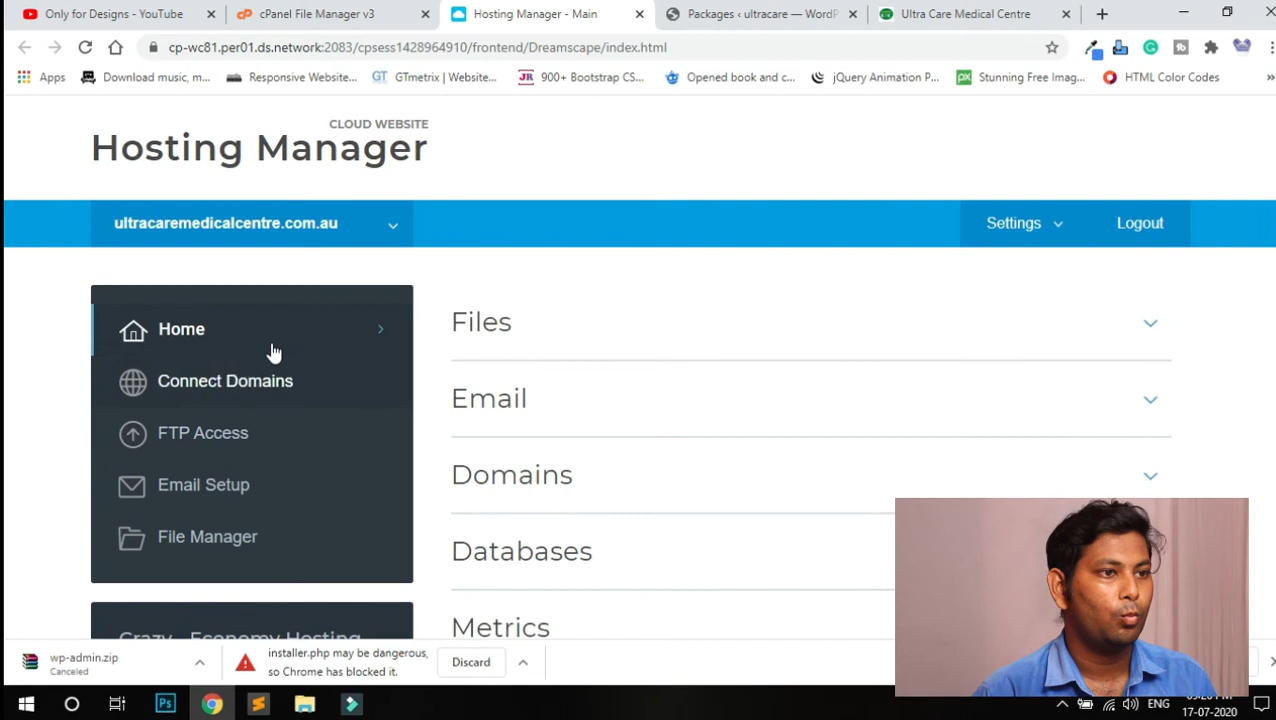 Only for Designs - YouTube
cPanel File Manager v3
Hosting Manager - Main
Packages ‹ ultracare — WordP
Ultra Care Medical Centre
cp-wc81.per01.ds.network:2083/cpsess1428964910/frontend/Dreamscape/index.html
Apps
Download music, m...
Responsive Website...
GTmetrix | Website...
900+ Bootstrap CS...
Opened book and c...
jQuery Animation P...
Stunning Free Imag...
HTML Color Codes
CLOUD WEBSITE
Hosting Manager
ultracaremedicalcentre.com.au
Settings
Logout
Home
Connect Domains
FTP Access
Email Setup
File Manager
Crazy - Economy Hosting
Files
Email
Domains
Databases
Metrics
wp-admin.zip
Canceled
installer.php may be dangerous,
so Chrome has blocked it.
Discard
Ps
ENG
17-07-2020